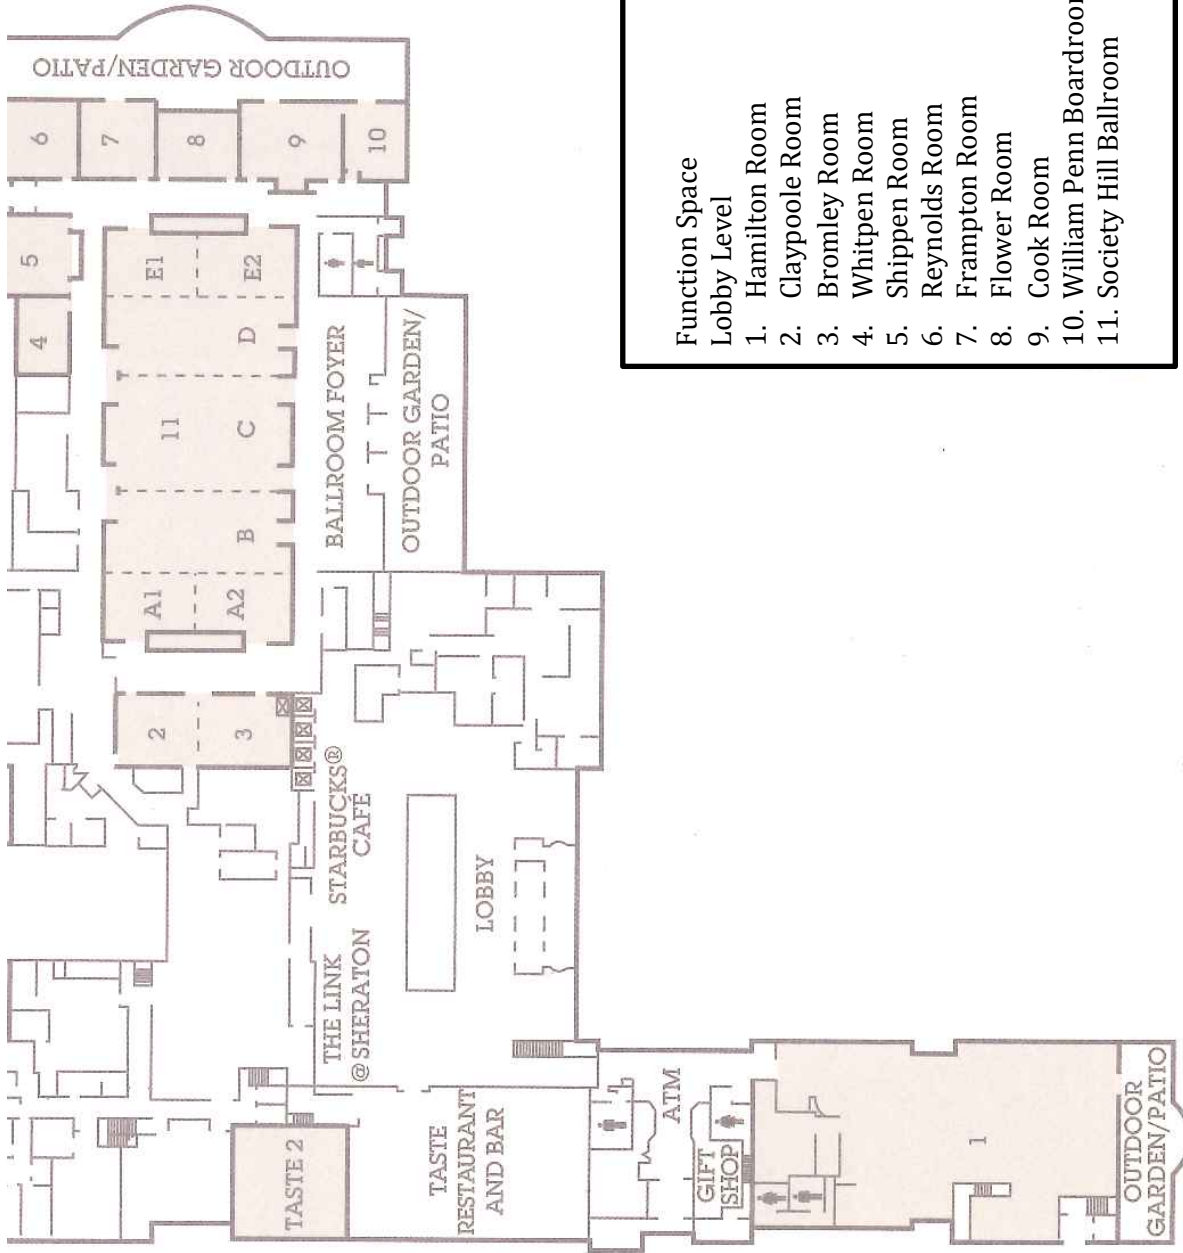 OUTDOOR GARDEN/PATIO
6
7
8
9
10
5
4
E1
E2
D
11
C
B
A1
A2
BALLROOM FOYER
OUTDOOR GARDEN/
PATIO
2
3
STARBUCKS®
CAFÉ
THE LINK
@SHERATON
LOBBY
TASTE 2
TASTE
RESTAURANT
AND BAR
ATM
GIFT
SHOP
1
OUTDOOR
GARDEN/PATIO
Function Space
Lobby Level
1. Hamilton Room
2. Claypoole Room
3. Bromley Room
4. Whitpen Room
5. Shippen Room
6. Reynolds Room
7. Frampton Room
8. Flower Room
9. Cook Room
10. William Penn Boardroom
11. Society Hill Ballroom